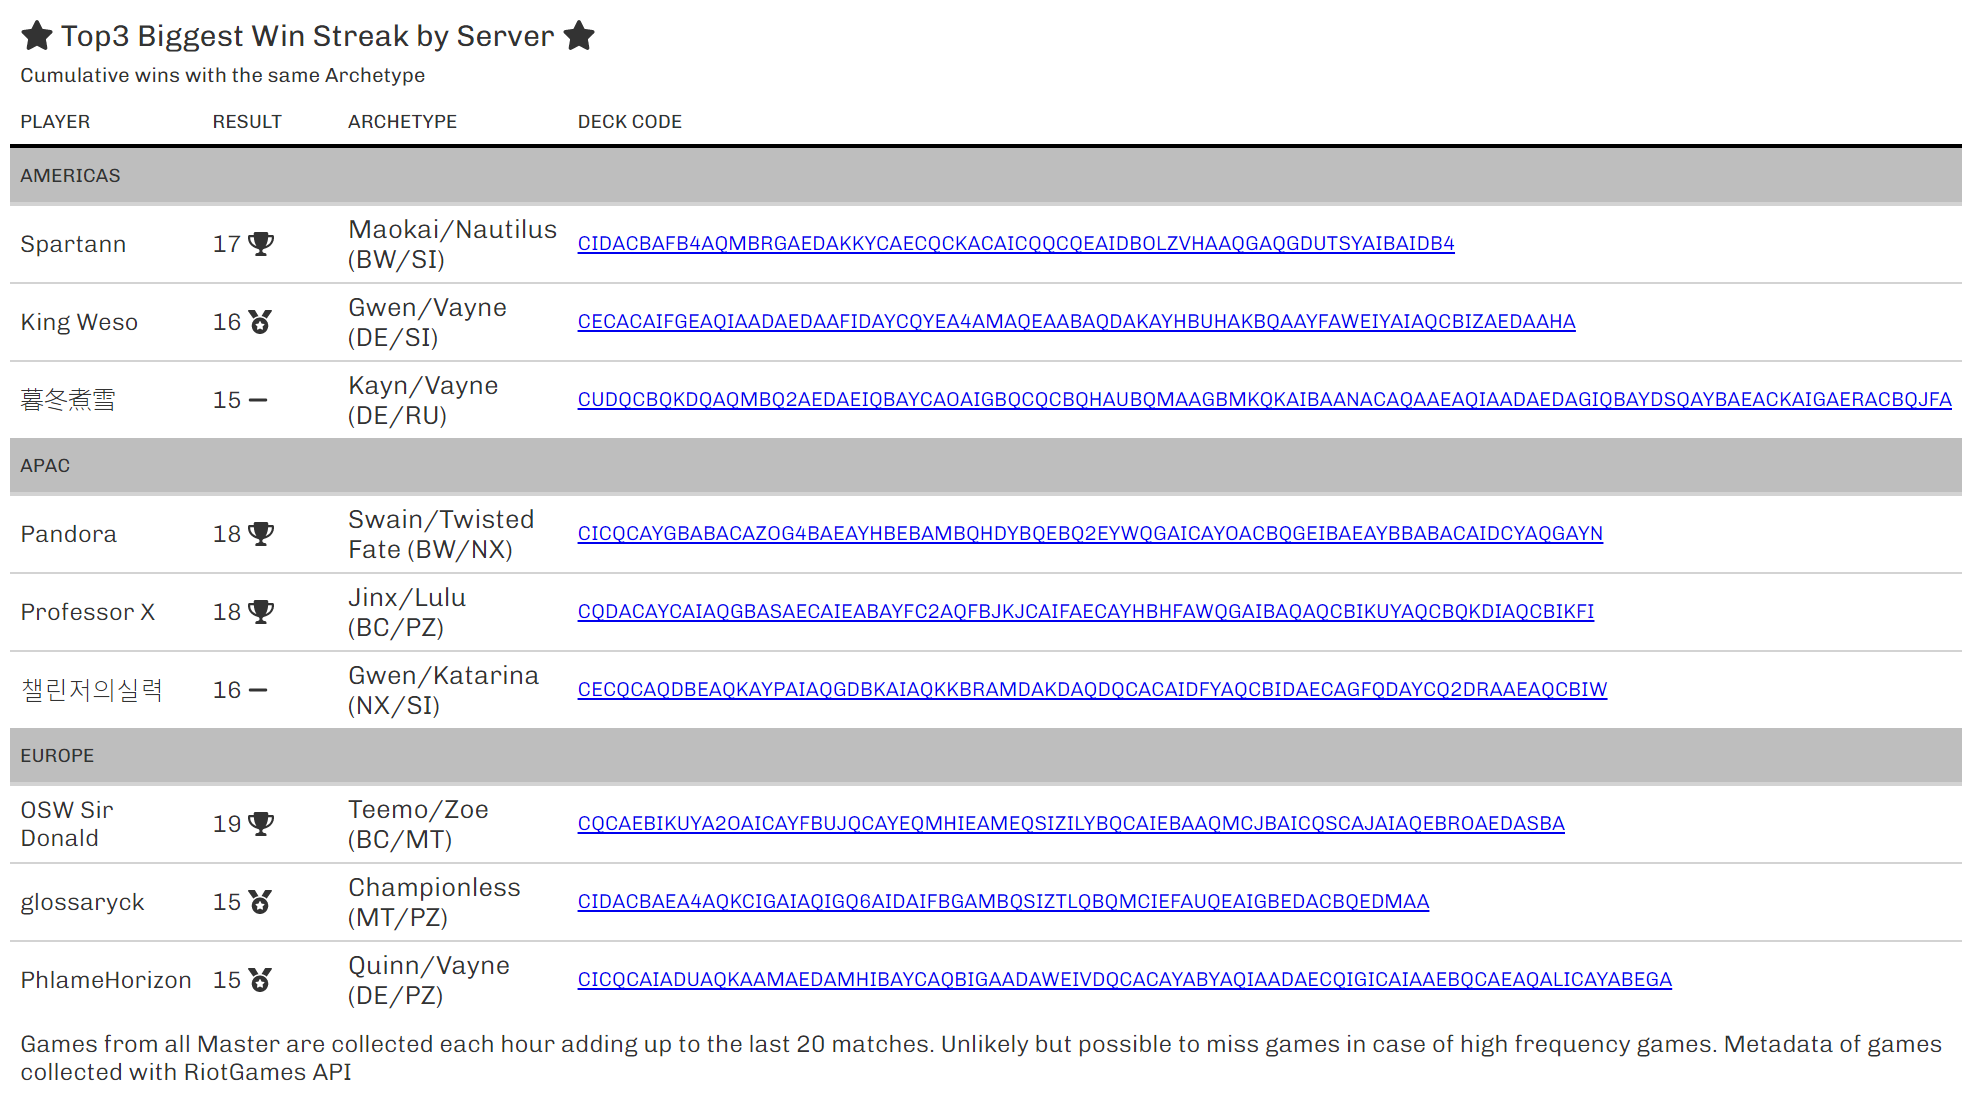 Top3 Biggest Win Streak by Server
Cumulative wins with the same Archetype
PLAYER RESULT ARCHETYPE DECK CODE
AMERICAS
Spartann 17 Maokai/Nautilus (BW/SI) CIDACBAFB4AQMBRGAEDAKKYCAECQCKACAICQQCQEAIDBOLZVHAAQGAQGDUTSYAIBAIDB4
King Weso 16 Gwen/Vayne (DE/SI) CECACAIFGEAQIAADAEDAAFIDAYCQYEA4AMAQEAABAQDAKAYHBUHAKBQAAYFAWEIYAIAQCBIZAEDAAHA
暮冬煮雪 15 Kayn/Vayne (DE/RU) CUDQCBQKDQAQMBQ2AEDAEIQBAYCAOAIGBQCQCBQHAUBQMAAGBMKQKAIBAANACAQAAEAQIAADAEDAGIQBAYDSQAYBAEACKAIGAERACBQJFA
APAC
Pandora 18 Swain/Twisted Fate (BW/NX) CICQCAYGBABACAZOG4BAEAYHBEBAMBQHDYBQEBQ2EYWQGAICAYOACBQGEIBAEAYBBABACAIDCYAQGAYN
Professor X 18 Jinx/Lulu (BC/PZ) CQDACAYCAIAQGBASAECAIEABAYFC2AQFBJKJCAIFAECAYHBHFAWQGAIBAQAQCBIKUYAQCBQKDIAQCBIKFI
챌린저의실력 16 Gwen/Katarina (NX/SI) CECQCAQDBEAQKAYPAIAQGDBKAIAQKKBRAMDAKDAQDQCACAIDFYAQCBIDAECAGFQDAYCQ2DRAAEAQCBIW
EUROPE
OSW Sir Donald 19 Teemo/Zoe (BC/MT) CQCAEBIKUYA2OAICAYFBUJQCAYEQMHIEAMEQSIZILYBQCAIEBAAQMCJBAICQSCAJAIAQEBROAEDASBA
glossaryck 15 Championless (MT/PZ) CIDACBAEA4AQKCIGAIAQIGQ6AIDAIFBGAMBQSIZTLQBQMCIEFAUQEAIGBEDACBQEDMAA
PhlameHorizon 15 Quinn/Vayne (DE/PZ) CICQCAIADUAQKAAMAEDAMHIBAYCAQBIGAADAWEIVDQCACAYABYAQIAADAECQIGICAIAAEBQCAEAQALICAYABEGA
Games from all Master are collected each hour adding up to the last 20 matches. Unlikely but possible to miss games in case of high frequency games. Metadata of games
collected with RiotGames API